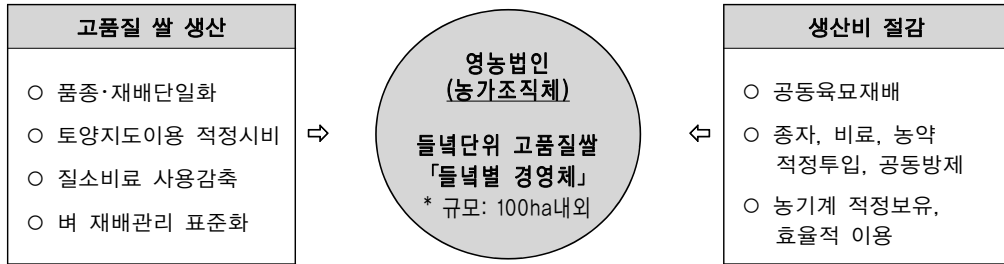 고품질 쌀 생산
○ 품종·재배단일화
○ 토양지도이용 적정시비
○ 질소비료 사용감축
○ 벼 재배관리 표준화
⇨
영농법인
(농가조직체)
들녘단위 고품질쌀
「들녘별 경영체」
* 규모: 100ha내외
⇦
생산비 절감
○ 공동육묘재배
○ 종자, 비료, 농약
적정투입, 공동방제
○ 농기계 적정보유,
효율적 이용